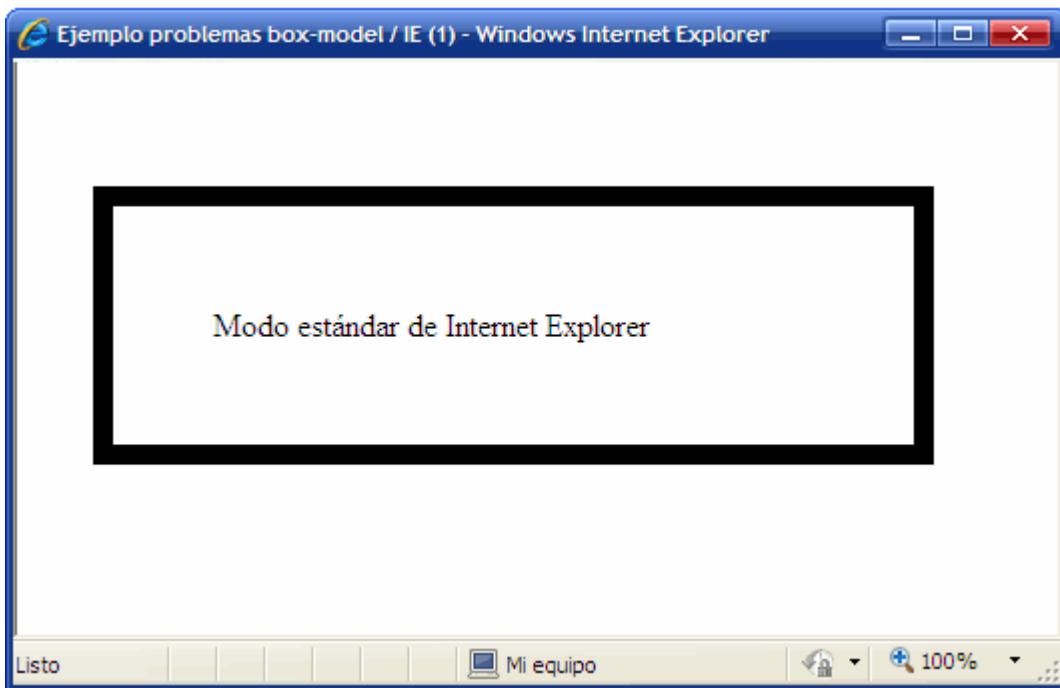 Ejemplo problemas box-model / IE (1) - Windows Internet Explorer
Modo estándar de Internet Explorer
Listo
Mi equipo
100%